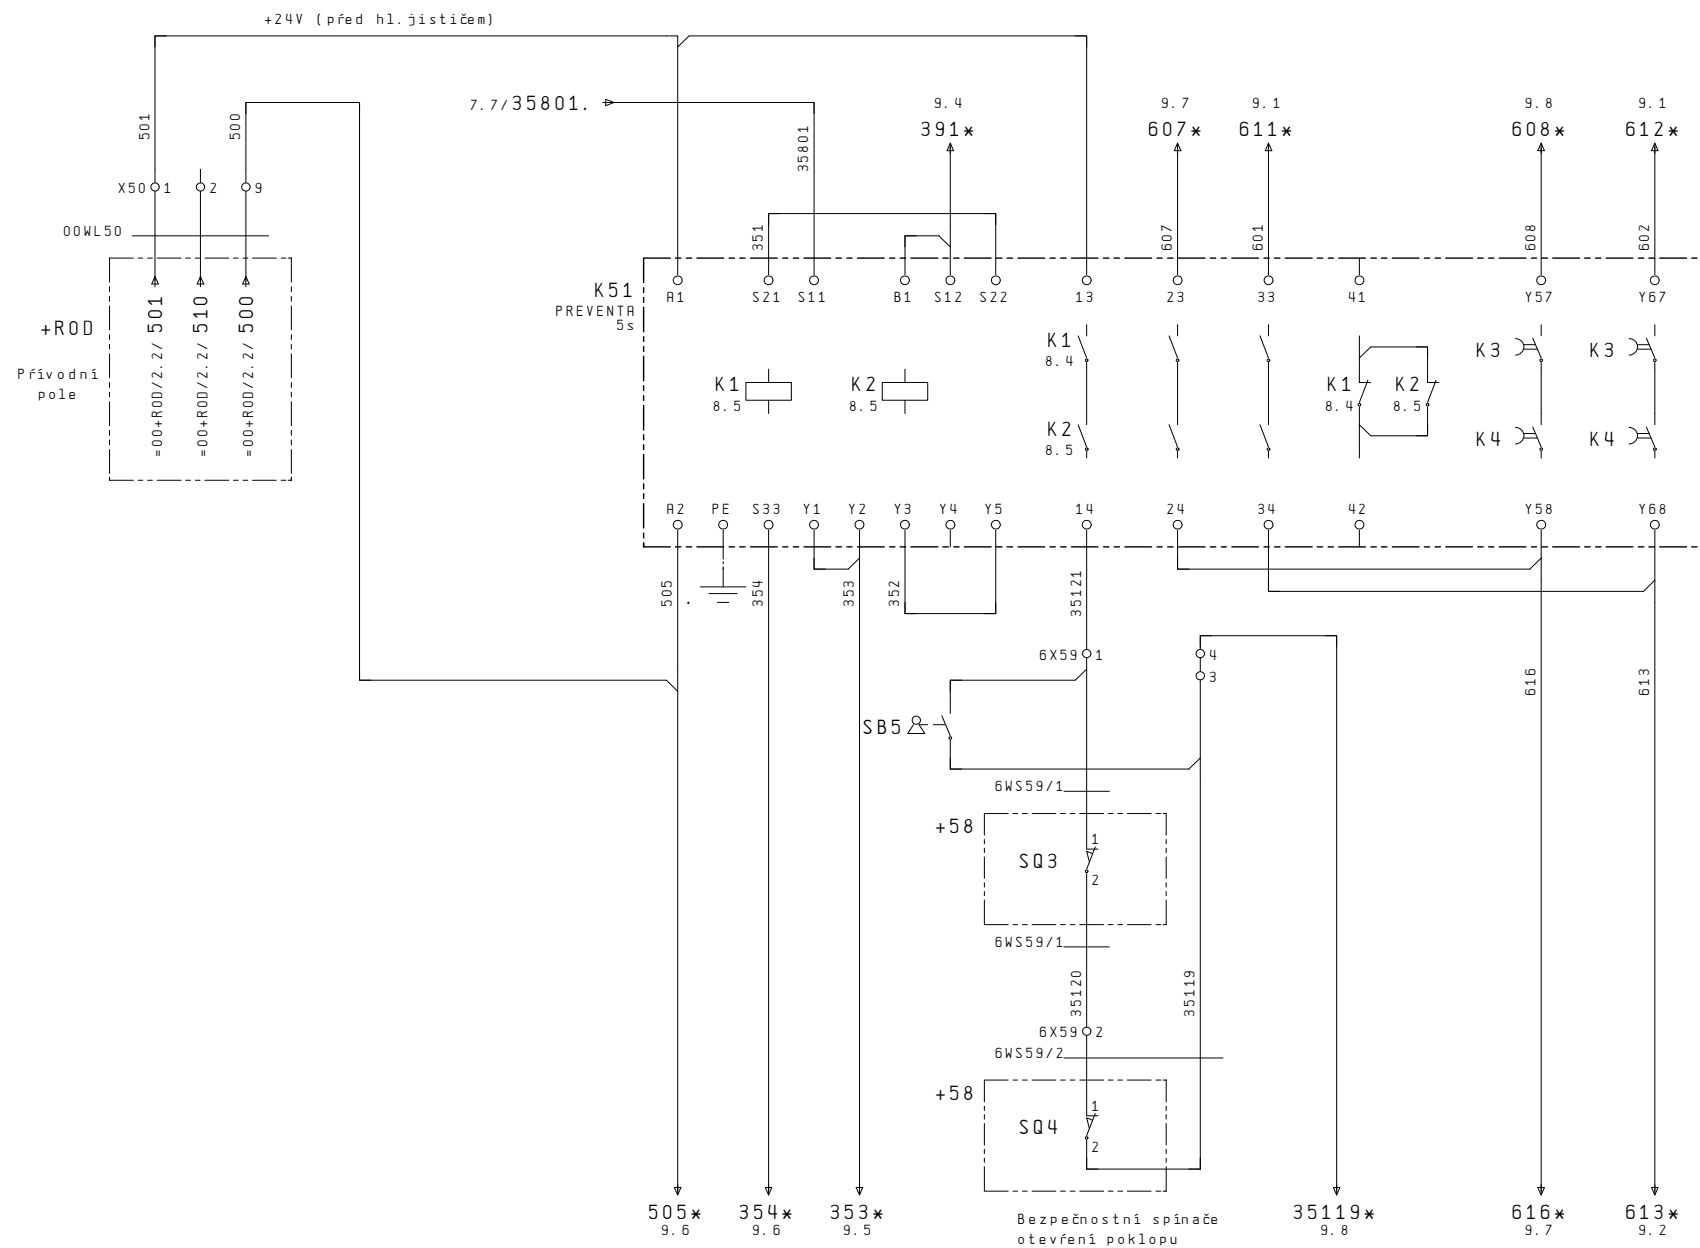 +24V (před hl.jističem)
7.7/35801.
9.4
9.7
9.1
9.8
9.1
391*
607*
611*
608*
612*
501
500
35801
X50 1
2
9
00WL50
351
607
601
608
602
K51
PREVENTA
5s
A1
S21
S11
B1
S12
S22
13
23
33
41
Y57
Y67
+ROD
Přívodní
pole
=00+ROD/2.2/ 501
=00+ROD/2.2/ 510
=00+ROD/2.2/ 500
K1
8.4
K3
K3
K1
8.5
K2
8.5
K1
8.4
K2
8.5
K2
8.5
K4
K4
A2
PE
S33
Y1
Y2
Y3
Y4
Y5
14
24
34
42
Y58
Y68
505
.
354
353
352
35121
6X59 1
4
3
616
613
SB5
6WS59/1
+58
1
SQ3
2
6WS59/1
35120
35119
6X59 2
6WS59/2
+58
1
SQ4
2
505*
9.6
354*
9.6
353*
9.5
Bezpečnostní spínače
otevření poklopu
35119*
9.8
616*
9.7
613*
9.2